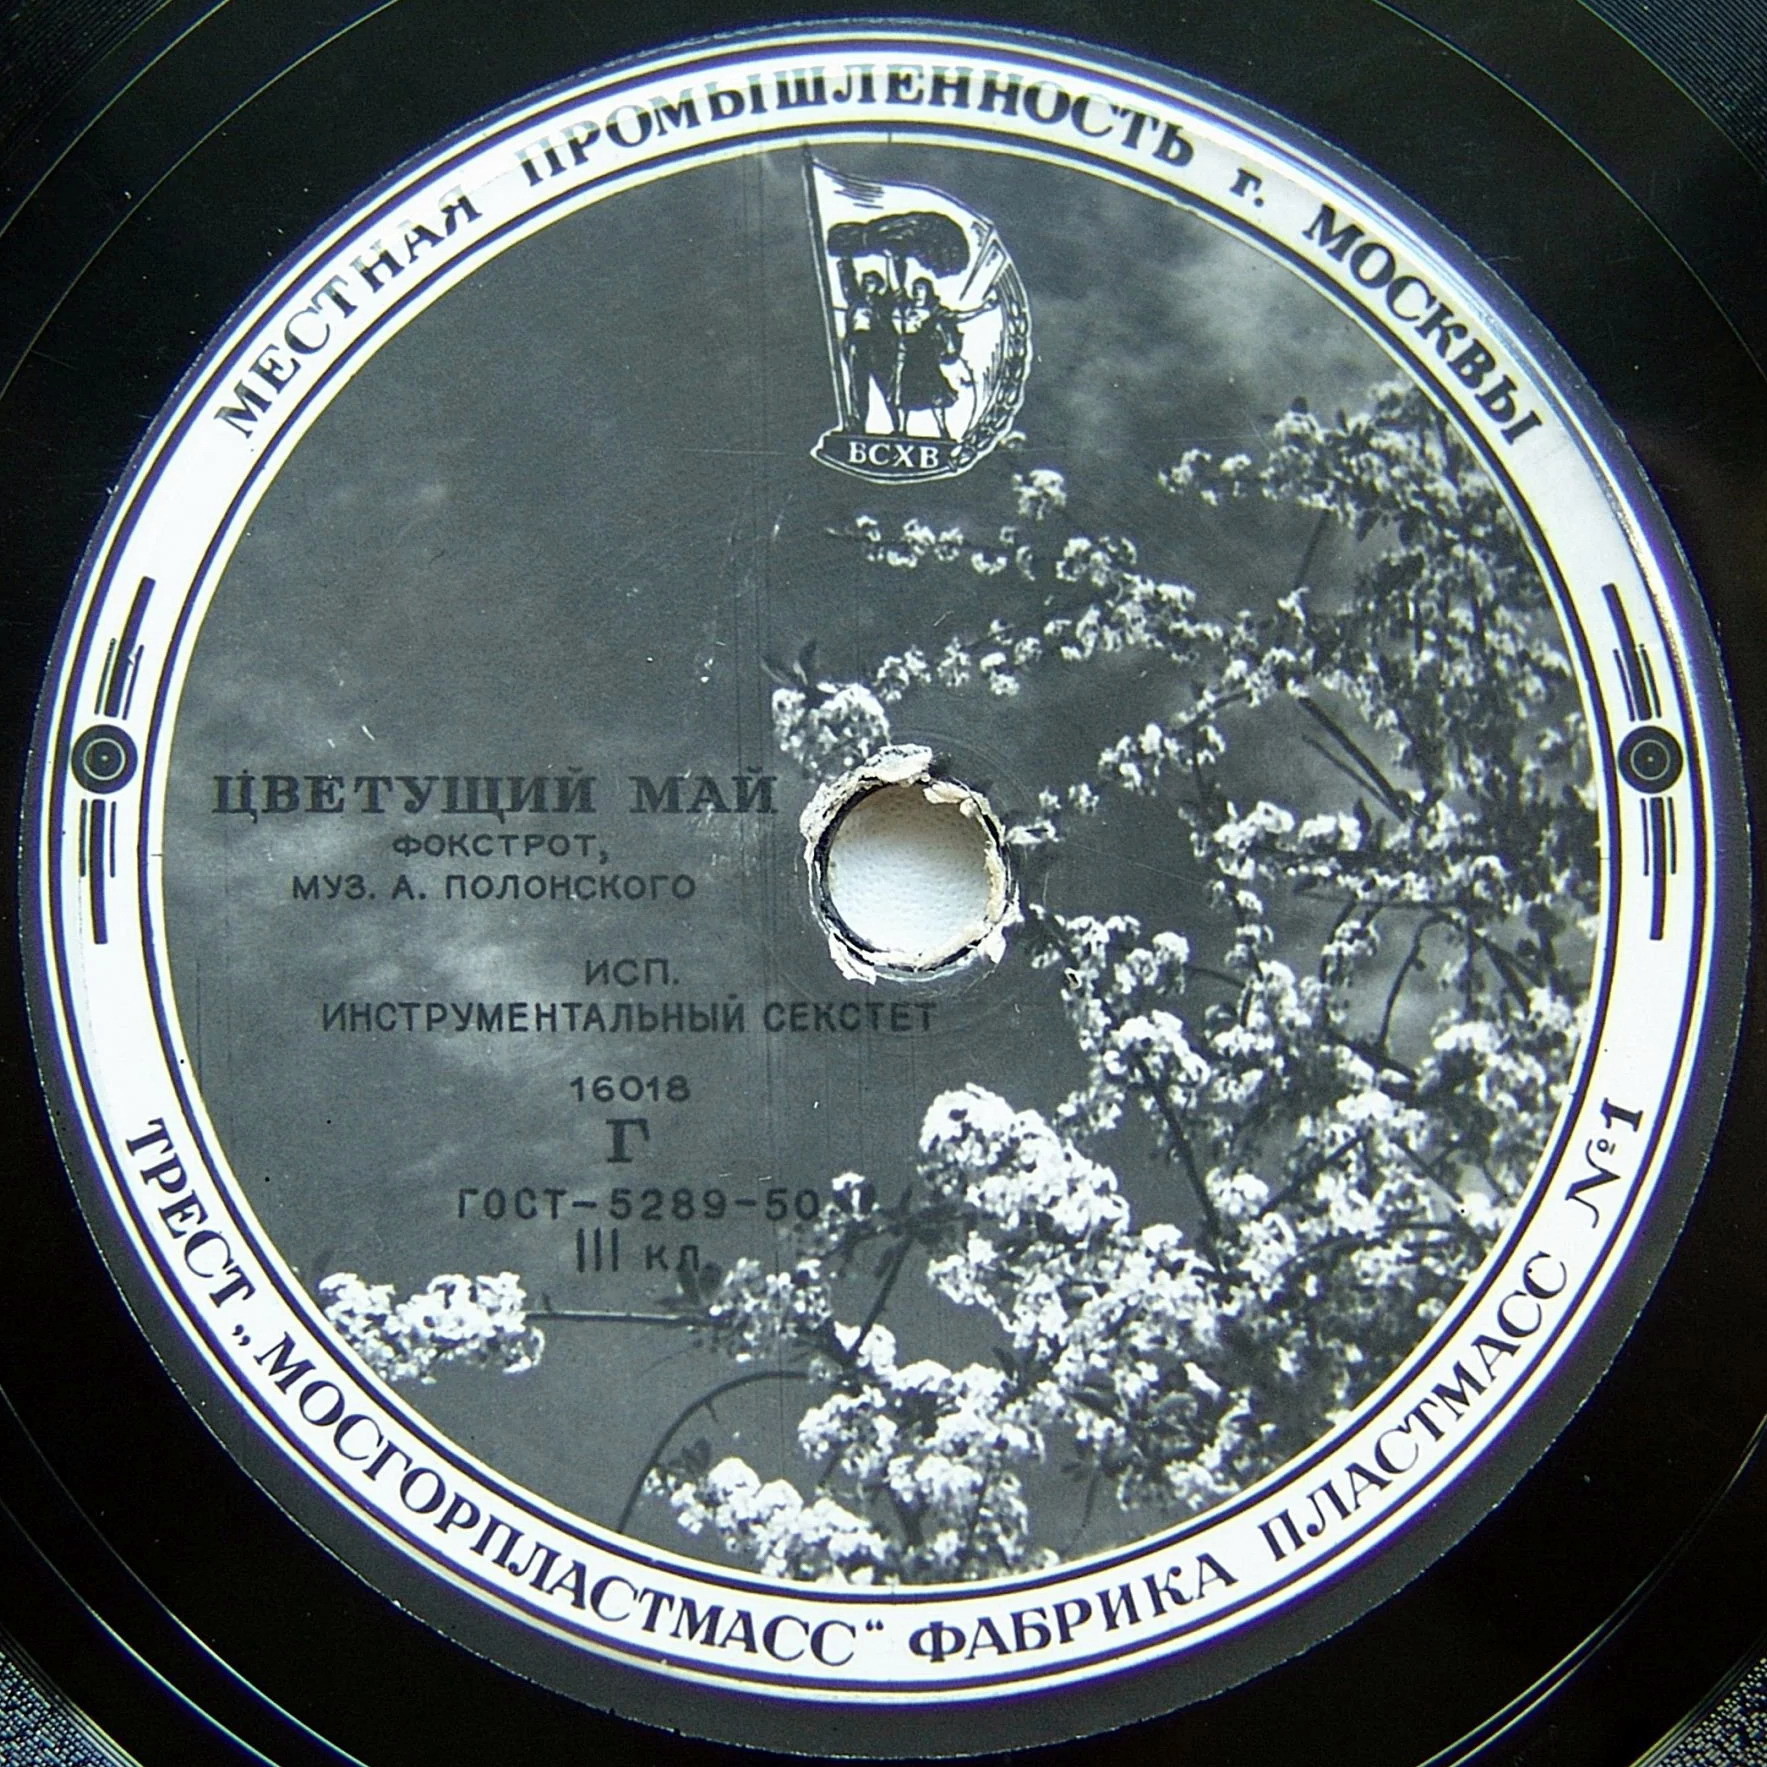 МЕСТНАЯ ПРОМЫШЛЕННОСТЬ г. МОСКВЫ
ВСХВ
ЦВЕТУЩИЙ МАЙ
ФОКСТРОТ,
МУЗ. А. ПОЛОНСКОГО
ИСП.
ИНСТРУМЕНТАЛЬНЫЙ СЕКСТЕТ
16018
Г
ГОСТ-5289-50
III кл.
ТРЕСТ „МОСГОРПЛАСТМАСС“ ФАБРИКА ПЛАСТМАСС №1